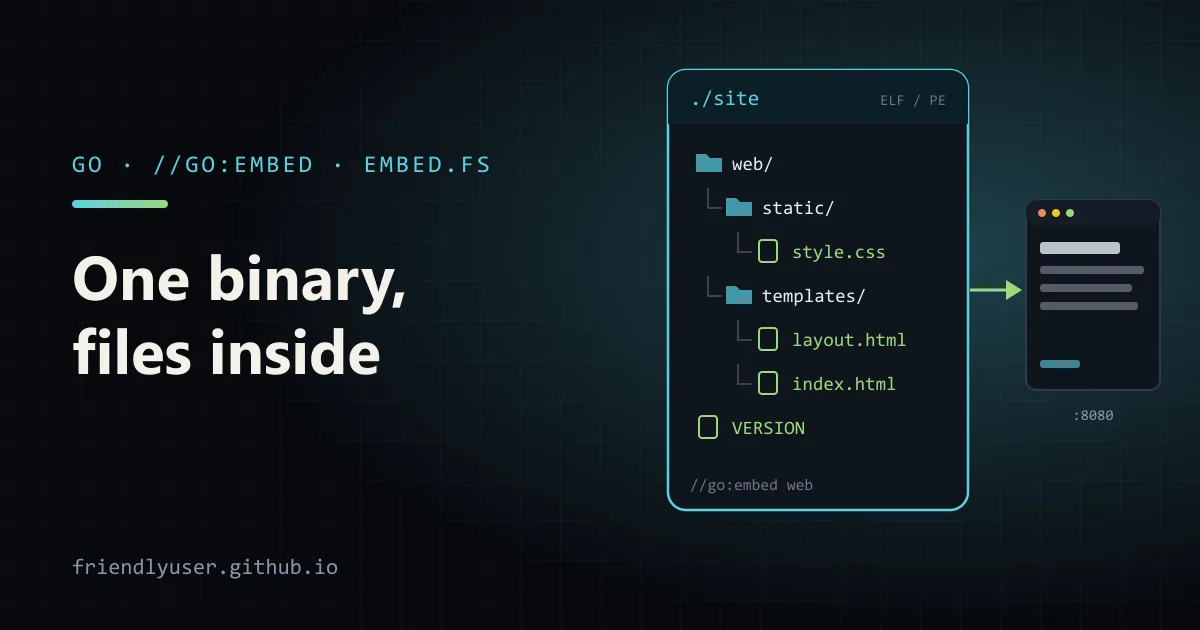 GO · //GO:EMBED · EMBED.FS
One binary,
files inside
friendlyuser.github.io
./site
ELF / PE
web/
static/
style.css
templates/
layout.html
index.html
VERSION
//go:embed web
:8080